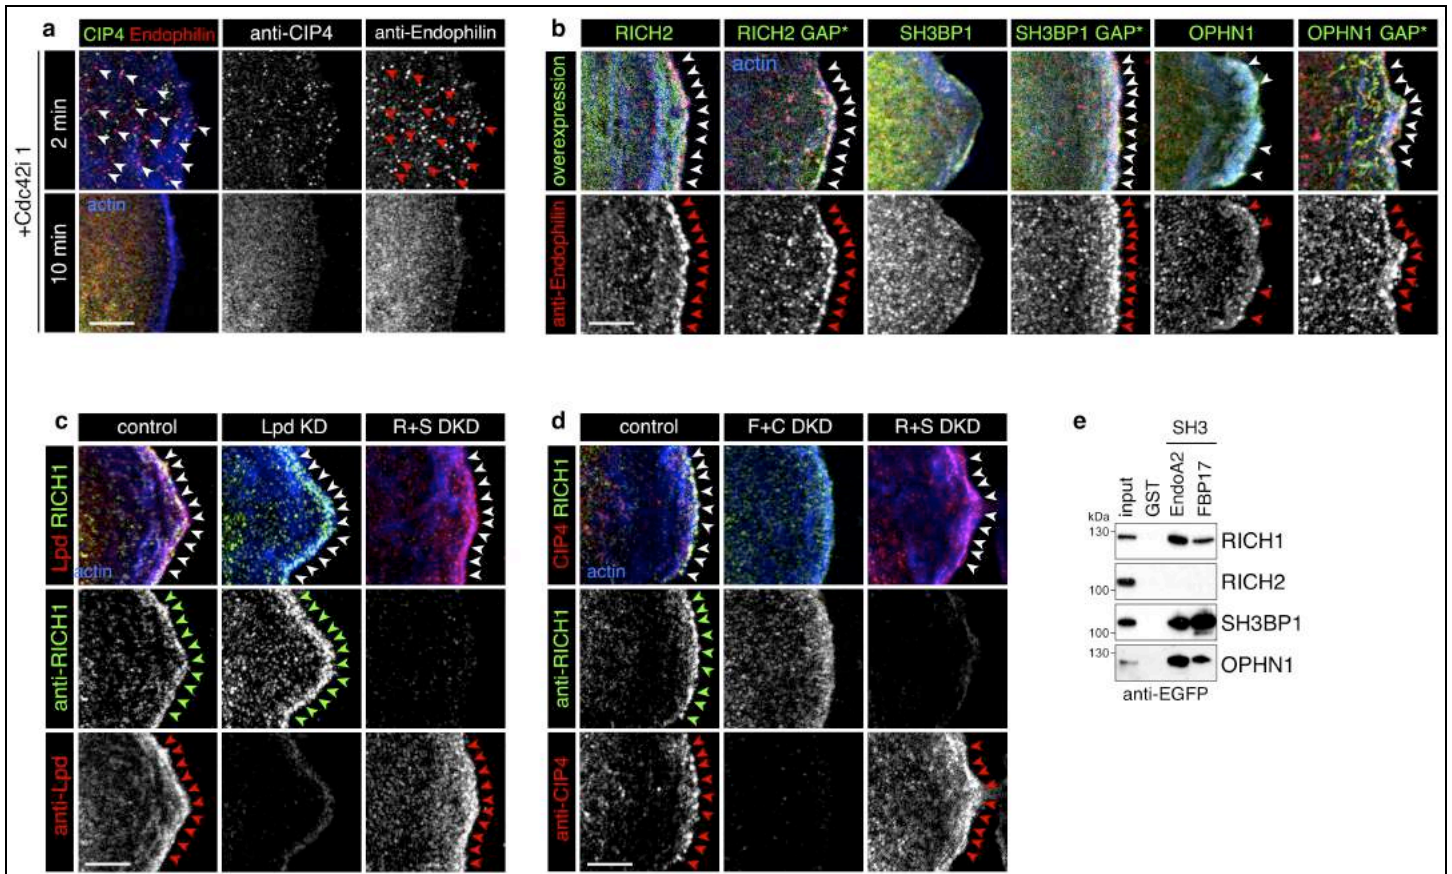 a
CIP4 Endophilin
anti-CIP4
anti-Endophilin
+Cdc42i 1
2 min
10 min
actin
b
RICH2
RICH2 GAP*
SH3BP1
SH3BP1 GAP*
OPHN1
OPHN1 GAP*
overexpression
actin
anti-Endophilin
c
control
Lpd KD
R+S DKD
Lpd RICH1
actin
anti-RICH1
anti-Lpd
d
control
F+C DKD
R+S DKD
CIP4 RICH1
actin
anti-RICH1
anti-CIP4
e
SH3
input
GST
EndoA2
FBP17
kDa
130
RICH1
100
RICH2
100
SH3BP1
130
OPHN1
anti-EGFP